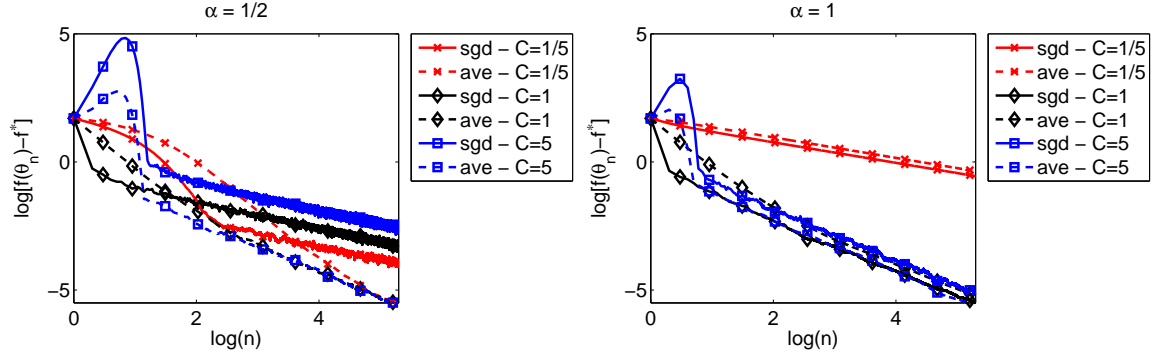 α = 1/2
5
0
−5
0
2
4
log(n)
log[f(θₙ)−f*]
sgd − C=1/5
ave − C=1/5
sgd − C=1
ave − C=1
sgd − C=5
ave − C=5
α = 1
5
0
−5
0
2
4
log(n)
log[f(θₙ)−f*]
sgd − C=1/5
ave − C=1/5
sgd − C=1
ave − C=1
sgd − C=5
ave − C=5